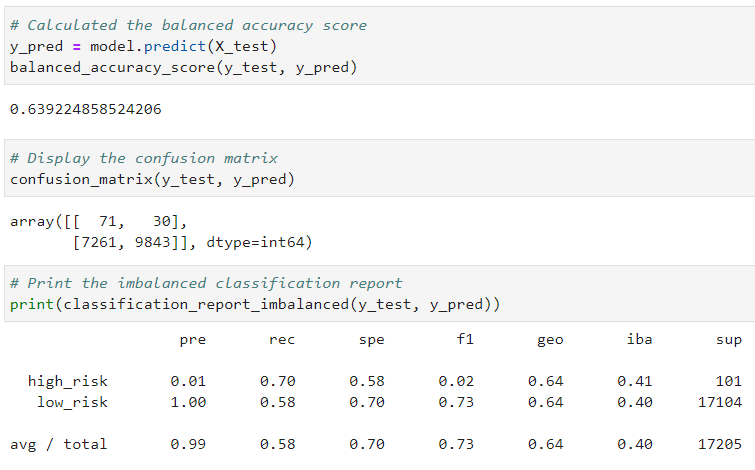 # Calculated the balanced accuracy score
y_pred = model.predict(X_test)
balanced_accuracy_score(y_test, y_pred)
0.639224858524206
# Display the confusion matrix
confusion_matrix(y_test, y_pred)
array([[  71,   30],
       [7261, 9843]], dtype=int64)
# Print the imbalanced classification report
print(classification_report_imbalanced(y_test, y_pred))
                   pre       rec       spe        f1       geo       iba       sup
  high_risk       0.01      0.70      0.58      0.02      0.64      0.41       101
   low_risk       1.00      0.58      0.70      0.73      0.64      0.40     17104
avg / total       0.99      0.58      0.70      0.73      0.64      0.40     17205